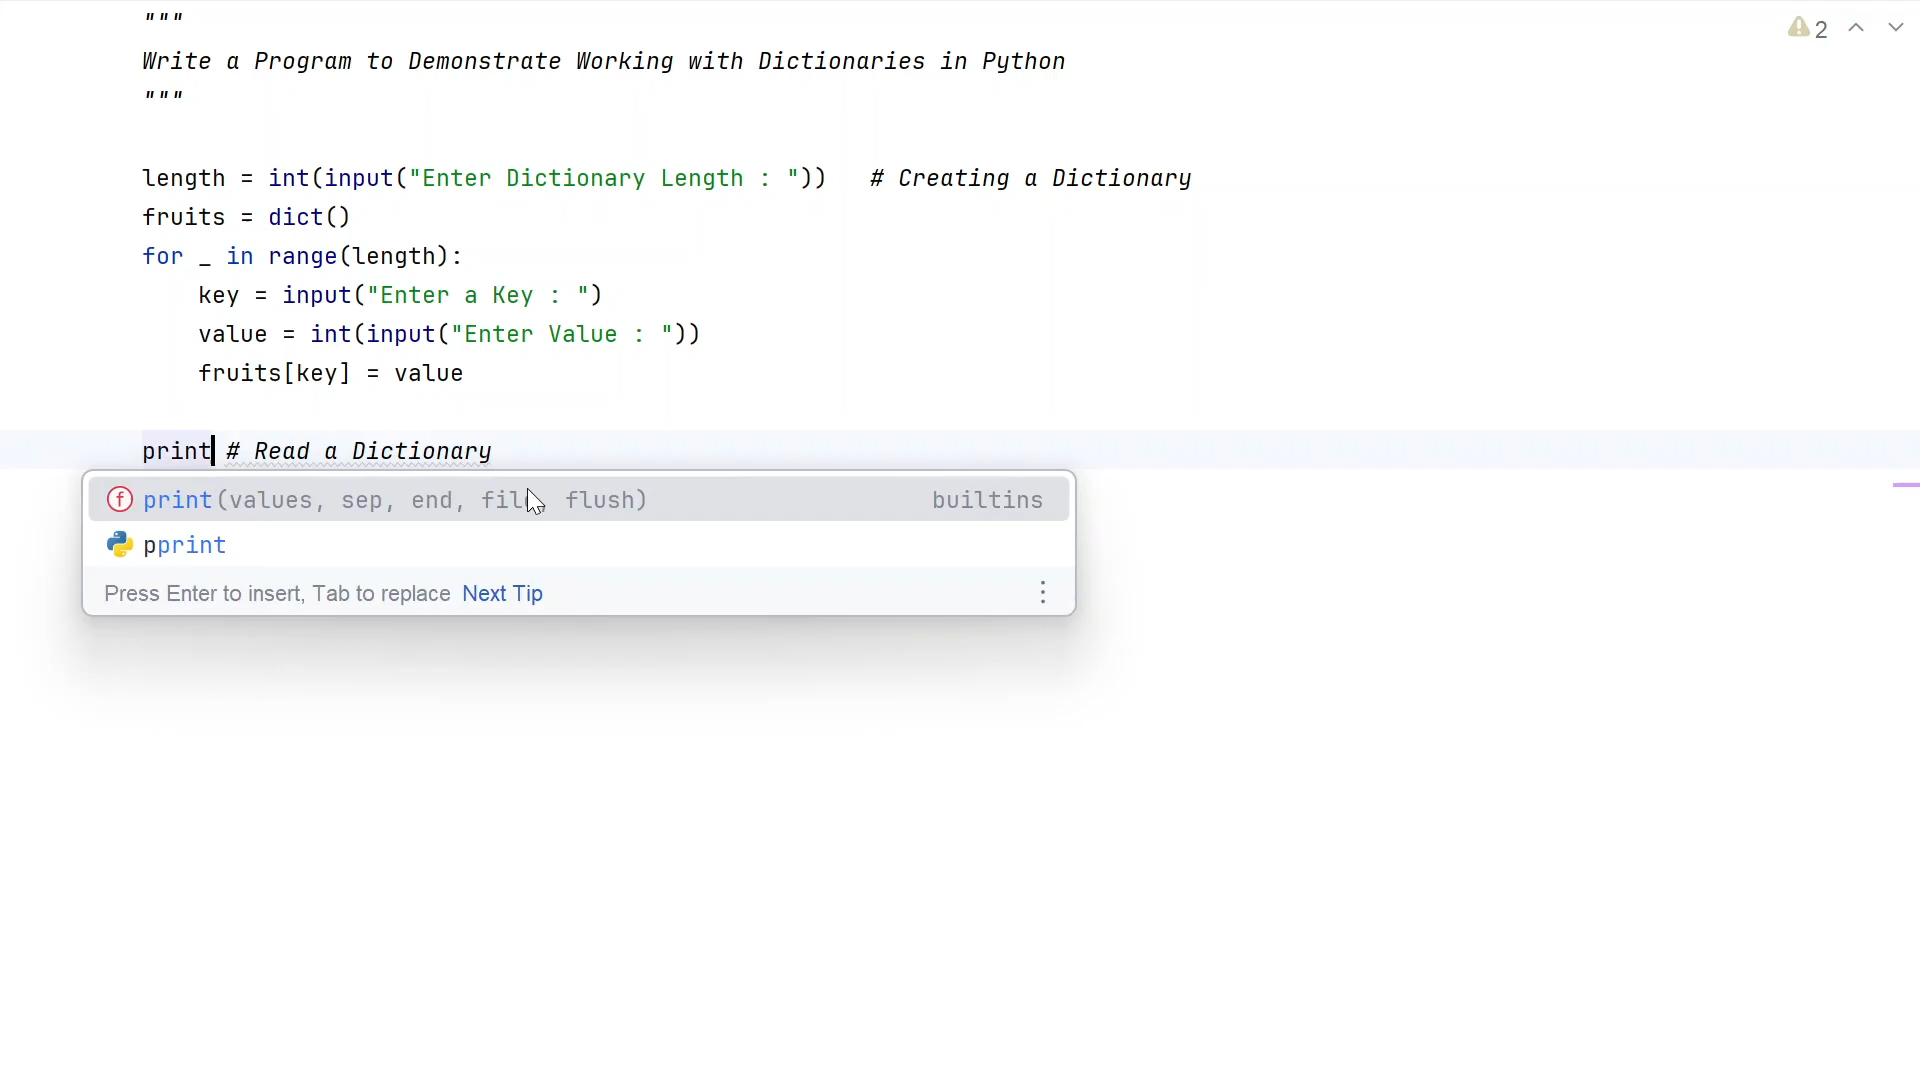 """
Write a Program to Demonstrate Working with Dictionaries in Python
"""
2
length = int(input("Enter Dictionary Length : "))   # Creating a Dictionary
fruits = dict()
for _ in range(length):
    key = input("Enter a Key : ")
    value = int(input("Enter Value : "))
    fruits[key] = value
print # Read a Dictionary
f print(values, sep, end, file, flush) builtins
pprint
Press Enter to insert, Tab to replace Next Tip